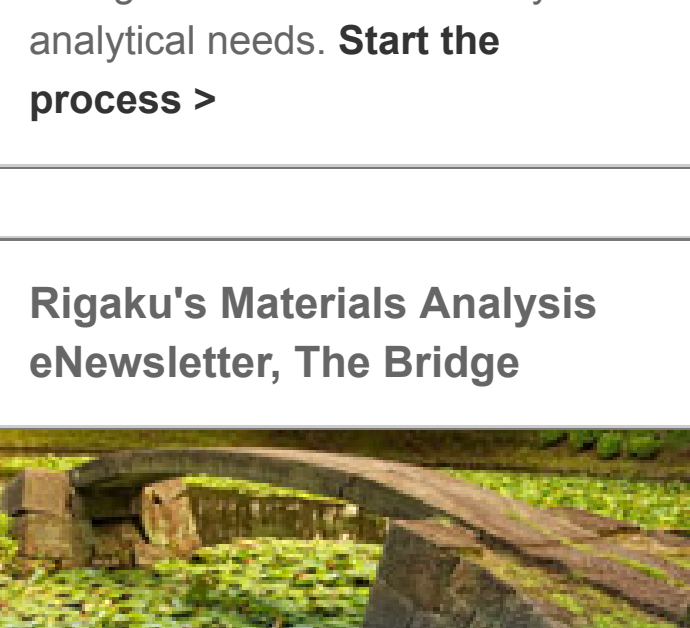 analytical needs. Start the
process >
Rigaku's Materials Analysis
eNewsletter, The Bridge